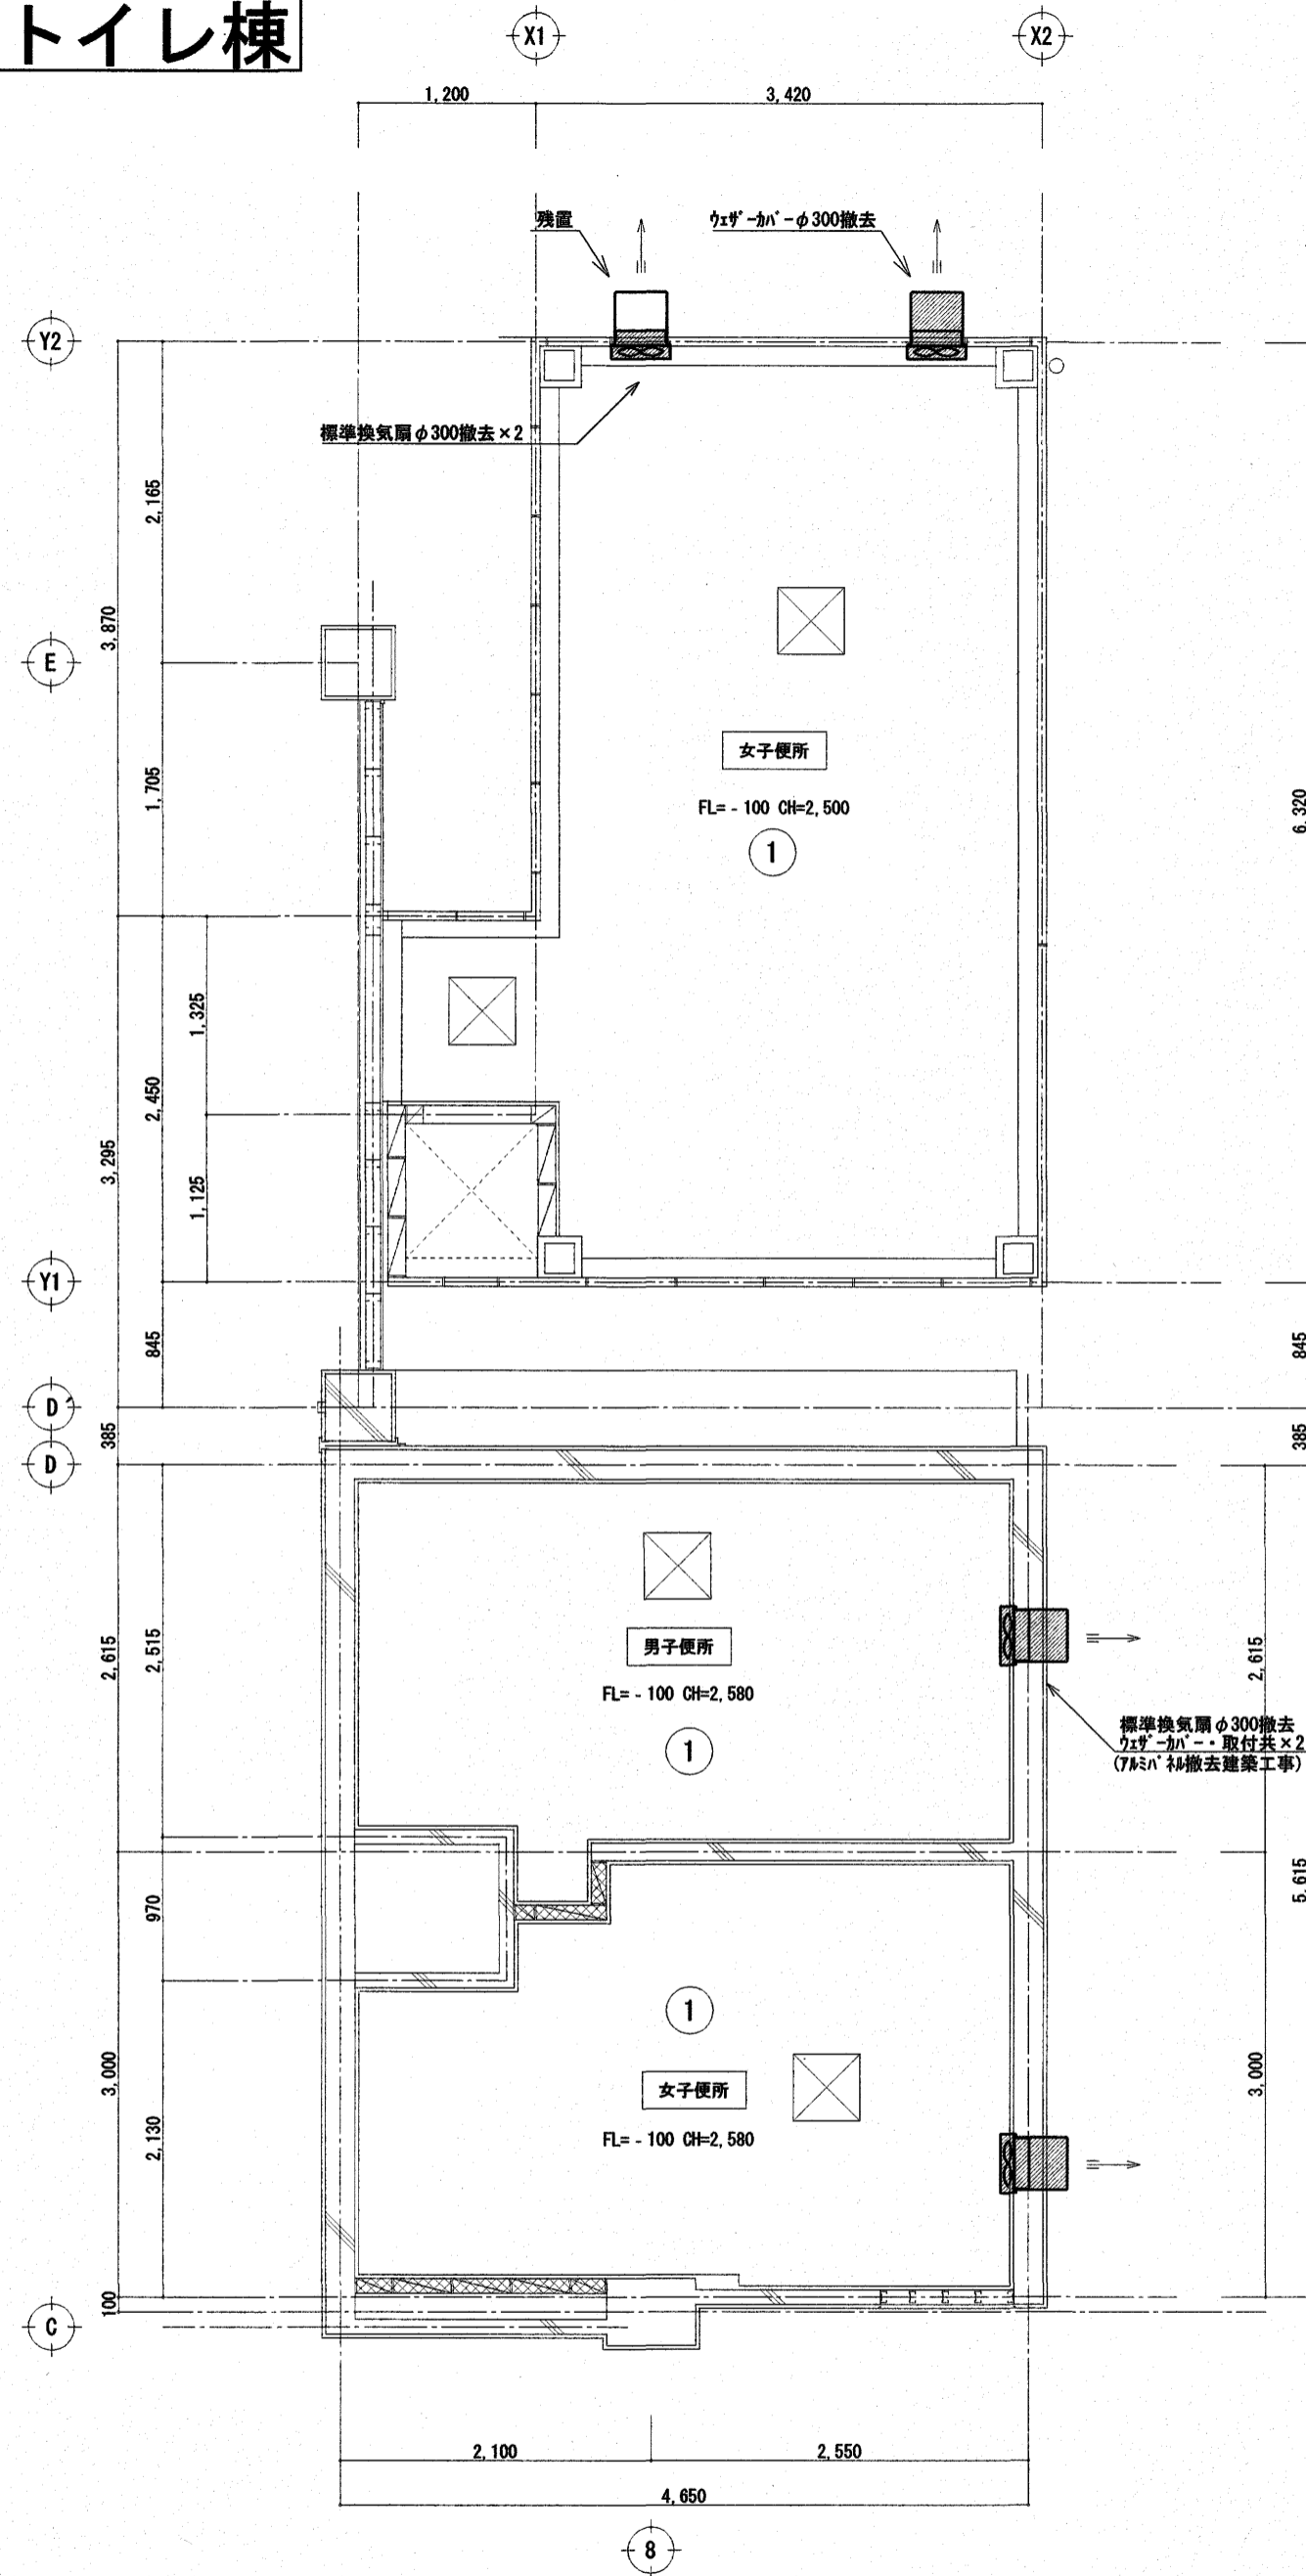 トイレ棟
X1
X2
1,200
3,420
残置
ウェザーカバーφ300撤去
Y2
標準換気扇φ300撤去×2
2,165
3,870
E
女子便所
1,705
FL= - 100 CH=2,500
6,320
1
1,325
2,450
3,295
1,125
Y1
845
845
D´
385
385
D
男子便所
2,615
2,515
2,615
FL= - 100 CH=2,580
標準換気扇φ300撤去
ウェザーカバー・取付共×2
(アルミパネル撤去建築工事)
1
970
5,615
1
3,000
3,000
女子便所
2,130
FL= - 100 CH=2,580
100
C
2,100
2,550
4,650
8